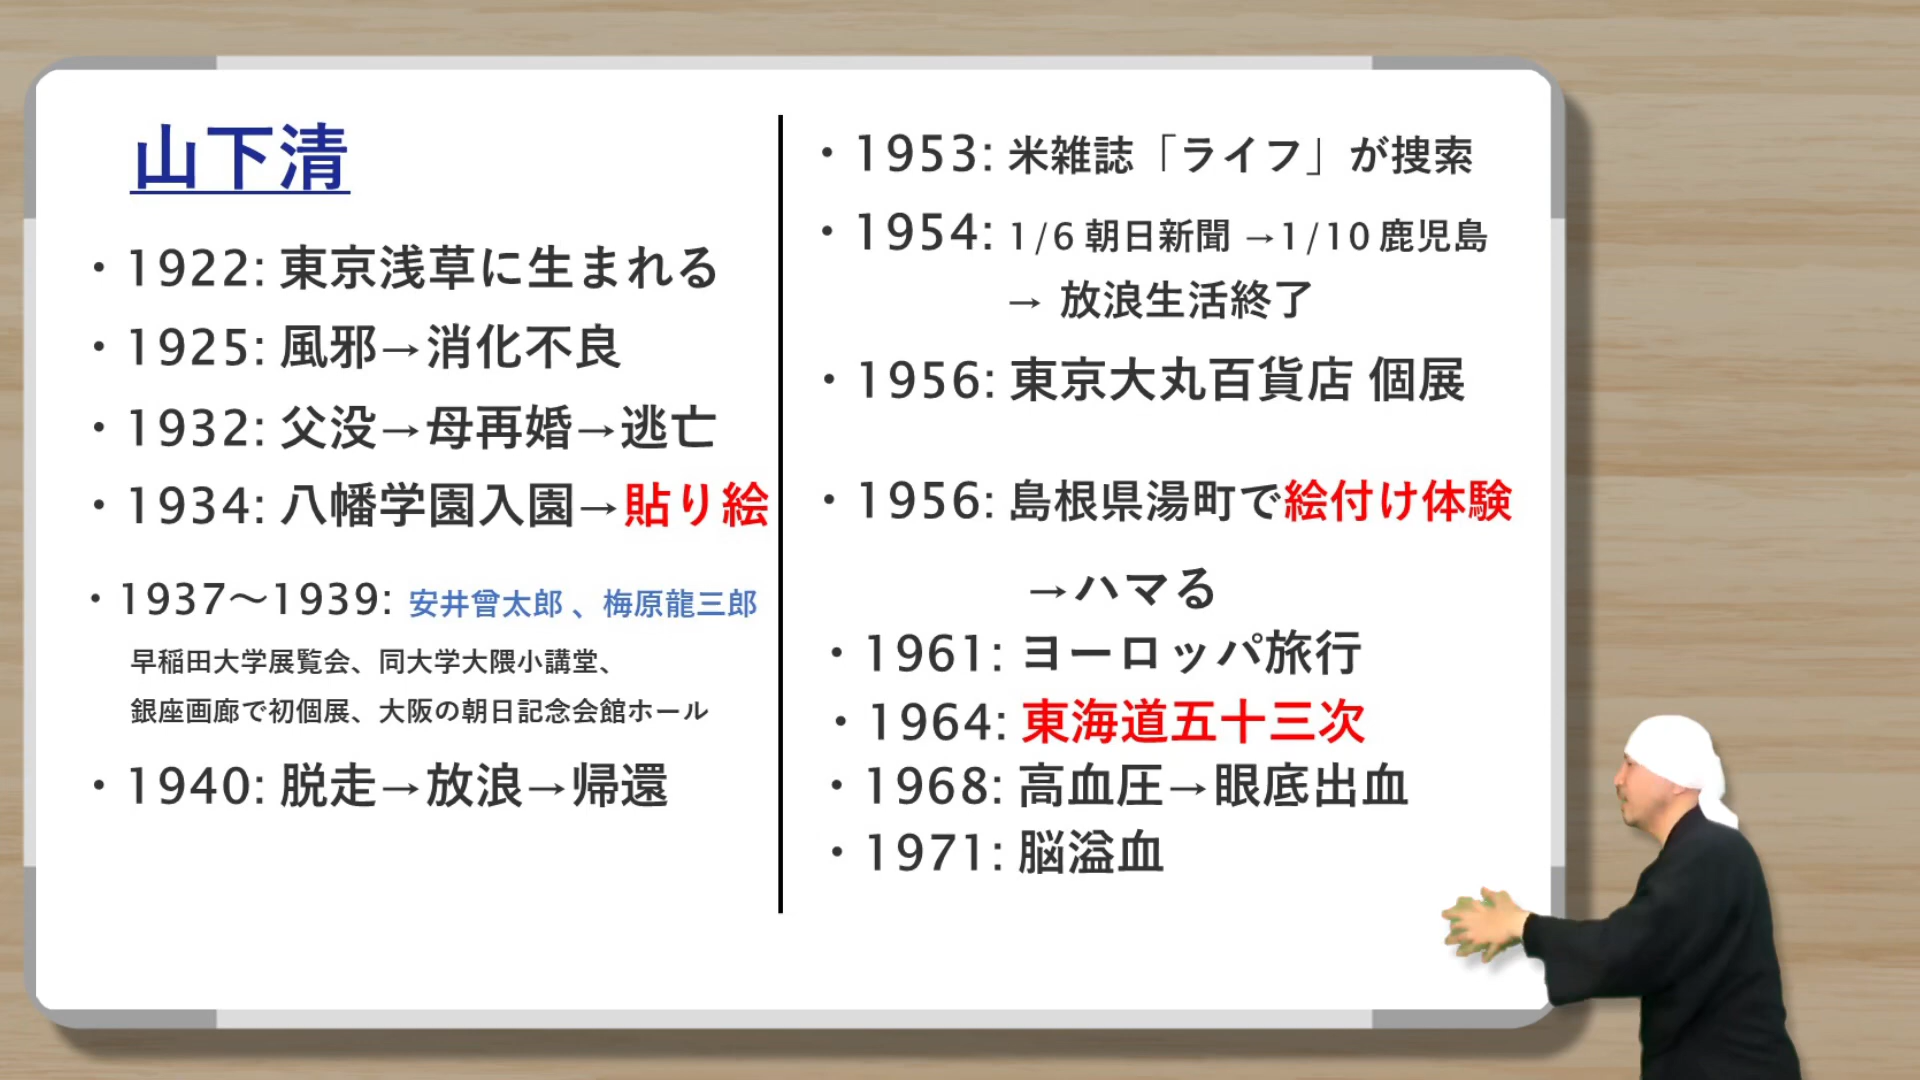 山下清
・1922: 東京浅草に生まれる
・1925: 風邪→消化不良
・1932: 父没→母再婚→逃亡
・1934: 八幡学園入園→貼り絵
・1937～1939: 安井曾太郎 、梅原龍三郎
早稲田大学展覧会、同大学大隈小講堂、
銀座画廊で初個展、大阪の朝日記念会館ホール
・1940: 脱走→放浪→帰還
・1953: 米雑誌「ライフ」が捜索
・1954: 1/6 朝日新聞 →1/10 鹿児島
→ 放浪生活終了
・1956: 東京大丸百貨店 個展
・1956: 島根県湯町で絵付け体験
→ハマる
・1961: ヨーロッパ旅行
・1964: 東海道五十三次
・1968: 高血圧→眼底出血
・1971: 脳溢血